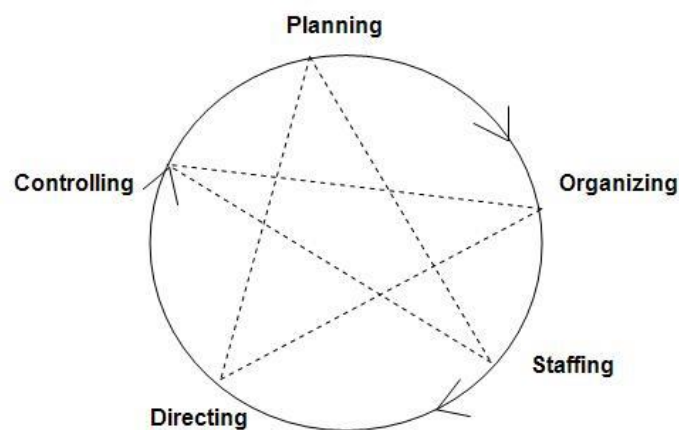 Planning
Controlling
Organizing
Staffing
Directing